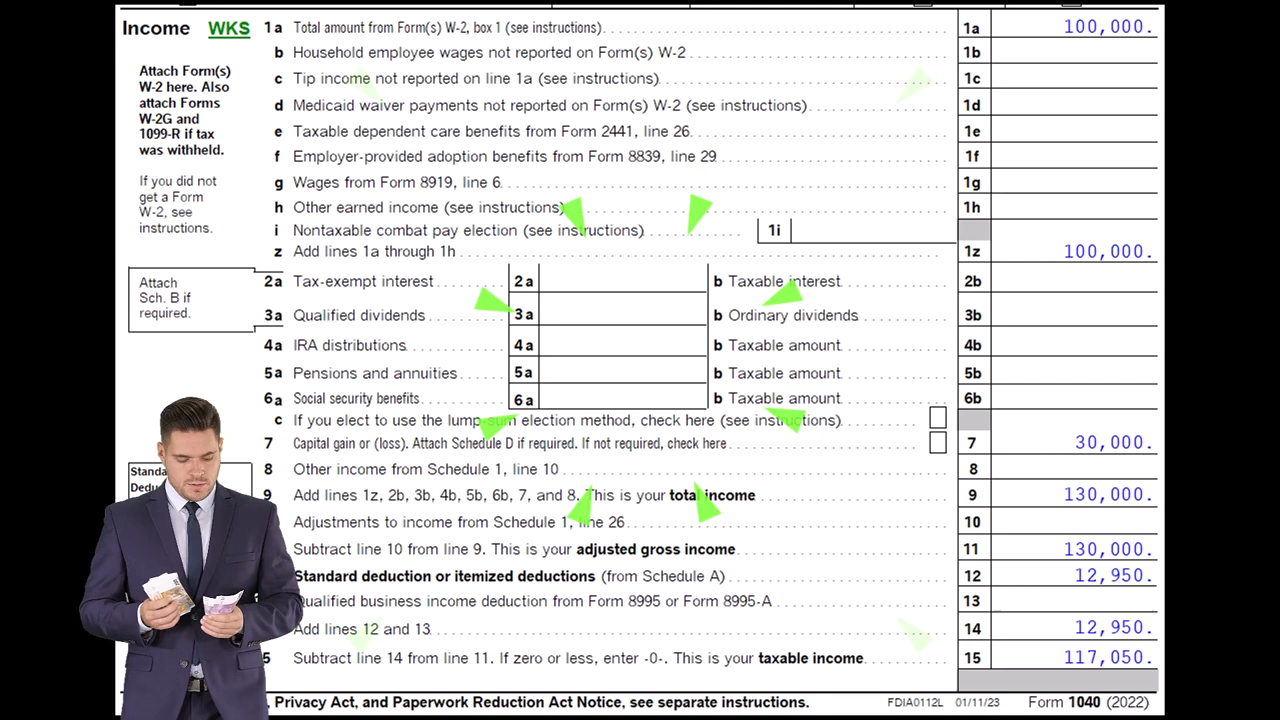 Income WKS 1a Total amount from Form(s) W-2, box 1 (see instructions) 1a 100,000.
b Household employee wages not reported on Form(s) W-2 1b
Attach Form(s)
W-2 here. Also
attach Forms
W-2G and
1099-R if tax
was withheld.
c Tip income not reported on line 1a (see instructions) 1c
d Medicaid waiver payments not reported on Form(s) W-2 (see instructions) 1d
e Taxable dependent care benefits from Form 2441, line 26 1e
f Employer-provided adoption benefits from Form 8839, line 29 1f
If you did not
get a Form
W-2, see
instructions.
g Wages from Form 8919, line 6 1g
h Other earned income (see instructions) 1h
i Nontaxable combat pay election (see instructions) 1i
z Add lines 1a through 1h 1z 100,000.
Attach
Sch. B if
required.
2a Tax-exempt interest 2a b Taxable interest 2b
3a Qualified dividends 3a b Ordinary dividends 3b
4a IRA distributions 4a b Taxable amount 4b
5a Pensions and annuities 5a b Taxable amount 5b
6a Social security benefits 6a b Taxable amount 6b
c If you elect to use the lump-sum election method, check here (see instructions)
7 Capital gain or (loss). Attach Schedule D if required. If not required, check here 7 30,000.
8 Other income from Schedule 1, line 10 8
9 Add lines 1z, 2b, 3b, 4b, 5b, 6b, 7, and 8. This is your total income 9 130,000.
Adjustments to income from Schedule 1, line 26 10
Subtract line 10 from line 9. This is your adjusted gross income 11 130,000.
Standard deduction or itemized deductions (from Schedule A) 12 12,950.
Qualified business income deduction from Form 8995 or Form 8995-A 13
Add lines 12 and 13 14 12,950.
5 Subtract line 14 from line 11. If zero or less, enter -0-. This is your taxable income 15 117,050.
, Privacy Act, and Paperwork Reduction Act Notice, see separate instructions. FDIA0112L 01/11/23 Form 1040 (2022)